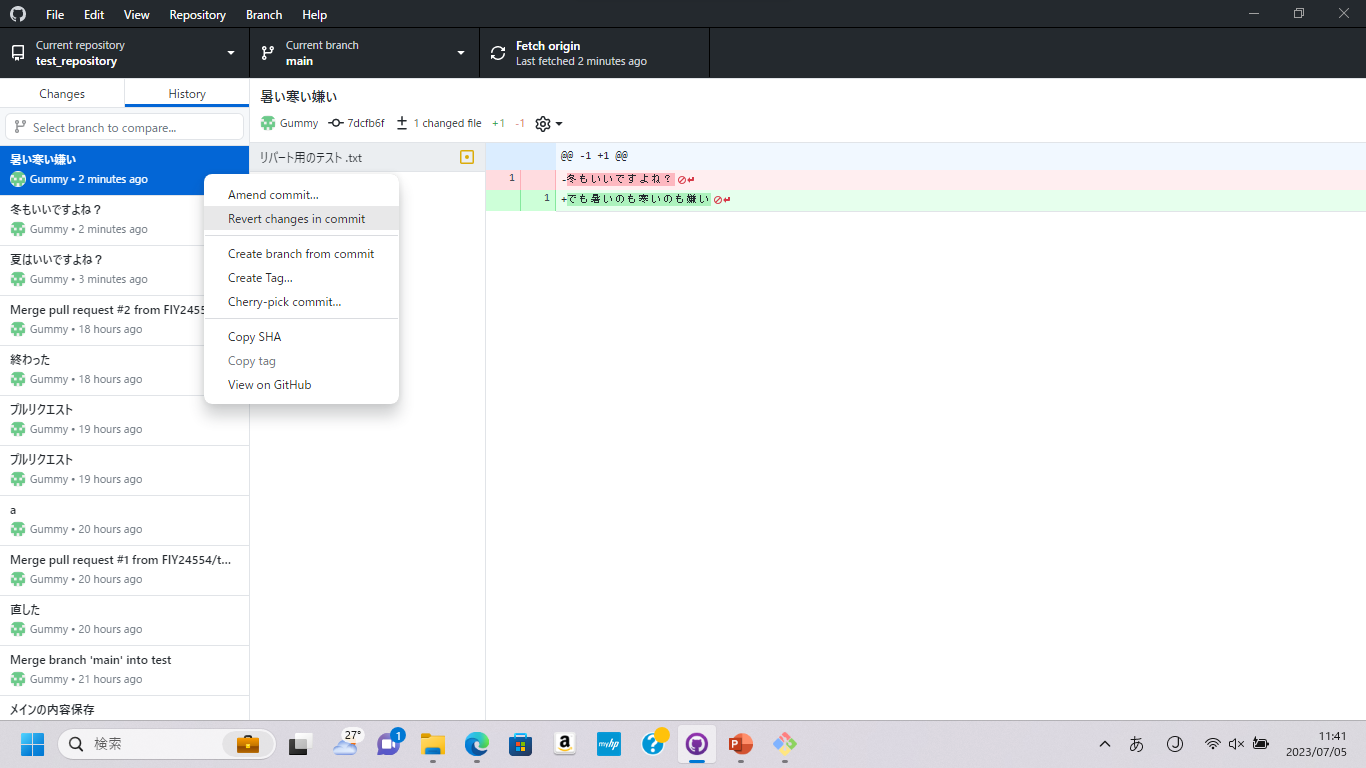 File Edit View Repository Branch Help
Current repository
test_repository
Current branch
main
Fetch origin
Last fetched 2 minutes ago
Changes History
Select branch to compare...
暑い寒い嫌い
Gummy • 2 minutes ago
冬もいいですよね？
Gummy • 2 minutes ago
夏はいいですよね？
Gummy • 3 minutes ago
Merge pull request #2 from FIY2455
Gummy • 18 hours ago
終わった
Gummy • 18 hours ago
プルリクエスト
Gummy • 19 hours ago
プルリクエスト
Gummy • 19 hours ago
a
Gummy • 20 hours ago
Merge pull request #1 from FIY24554/t...
Gummy • 20 hours ago
直した
Gummy • 20 hours ago
Merge branch 'main' into test
Gummy • 21 hours ago
メインの内容保存
Amend commit...
Revert changes in commit
Create branch from commit
Create Tag...
Cherry-pick commit...
Copy SHA
Copy tag
View on GitHub
暑い寒い嫌い
Gummy 7dcfb6f 1 changed file +1 -1
リバート用のテスト .txt
@@ -1 +1 @@
1 -冬もいいですよね？
1 +でも暑いのも寒いのも嫌い
検索
27°
1
a
myhp
?
P
あ
J
11:41
2023/07/05